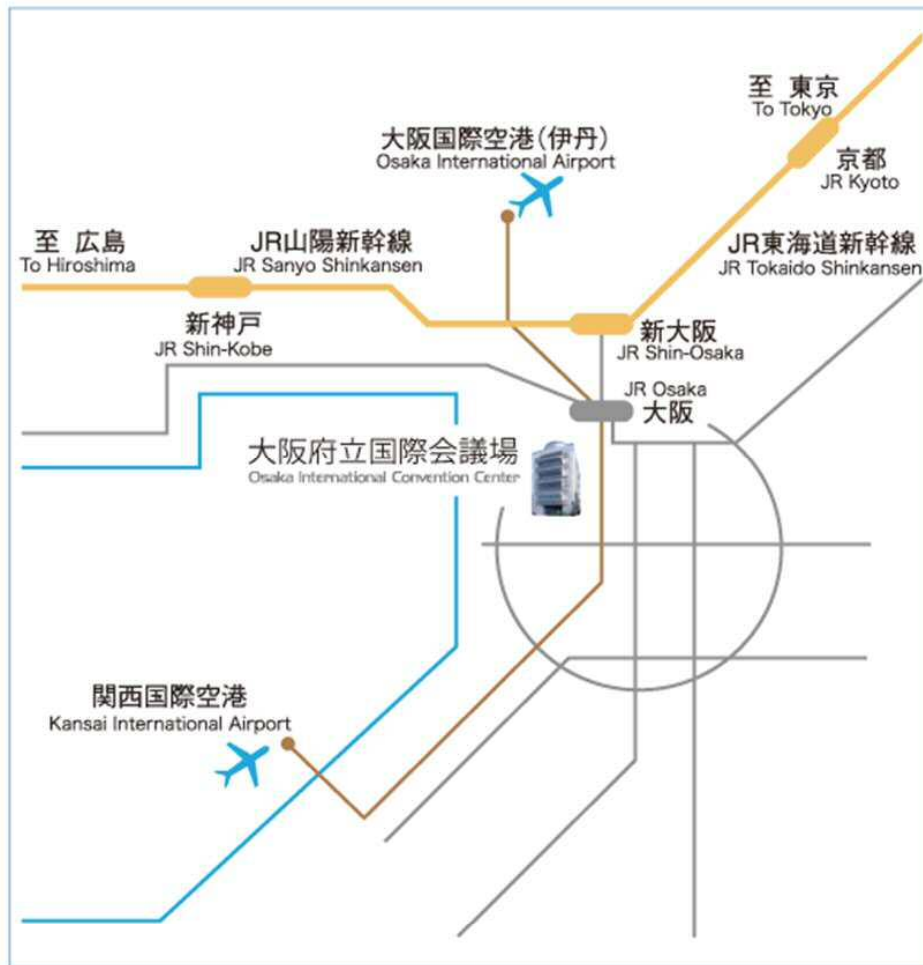 至 東京
To Tokyo
大阪国際空港(伊丹)
Osaka International Airport
京都
JR Kyoto
至 広島
To Hiroshima
JR山陽新幹線
JR Sanyo Shinkansen
JR東海道新幹線
JR Tokaido Shinkansen
新神戸
JR Shin-Kobe
新大阪
JR Shin-Osaka
JR Osaka
大阪
大阪府立国際会議場
Osaka International Convention Center
関西国際空港
Kansai International Airport